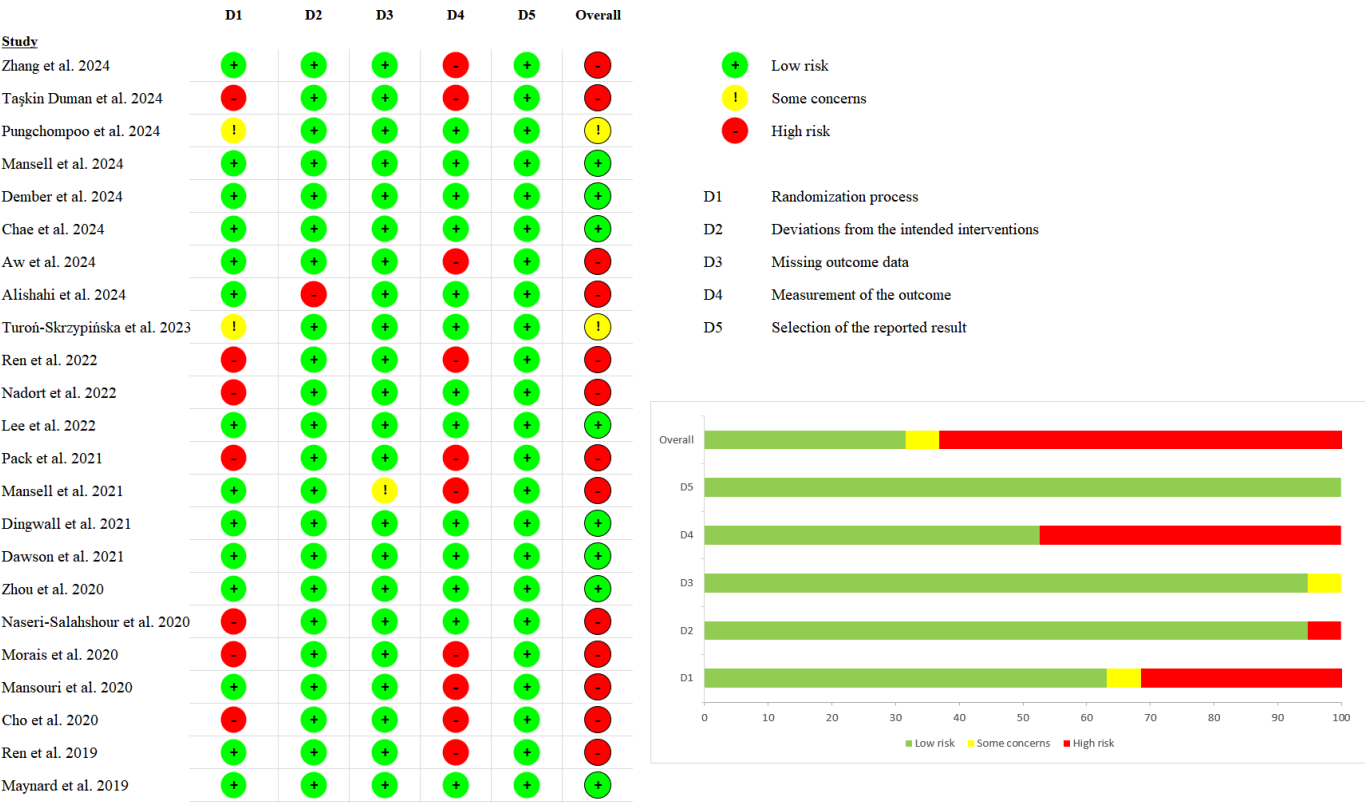 D1 D2 D3 D4 D5 Overall
Study
Zhang et al. 2024 + + + - + -
Taşkin Duman et al. 2024 - + + - + -
Pungchompoo et al. 2024 ! + + + + !
Mansell et al. 2024 + + + + + +
Dember et al. 2024 + + + + + +
Chae et al. 2024 + + + + + +
Aw et al. 2024 + + + - + -
Alishahi et al. 2024 + - + + + -
Turoń-Skrzypińska et al. 2023 ! + + + + !
Ren et al. 2022 - + + - + -
Nadort et al. 2022 - + + + + -
Lee et al. 2022 + + + + + +
Pack et al. 2021 - + + - + -
Mansell et al. 2021 + + ! - + -
Dingwall et al. 2021 + + + + + +
Dawson et al. 2021 + + + + + +
Zhou et al. 2020 + + + + + +
Naseri-Salahshour et al. 2020 - + + + + -
Morais et al. 2020 - + + - + -
Mansouri et al. 2020 + + + - + -
Cho et al. 2020 - + + - + -
Ren et al. 2019 + + + - + -
Maynard et al. 2019 + + + + + +
+ Low risk
! Some concerns
- High risk
D1 Randomization process
D2 Deviations from the intended interventions
D3 Missing outcome data
D4 Measurement of the outcome
D5 Selection of the reported result
Overall
D5
D4
D3
D2
D1
0 10 20 30 40 50 60 70 80 90 100
Low risk Some concerns High risk